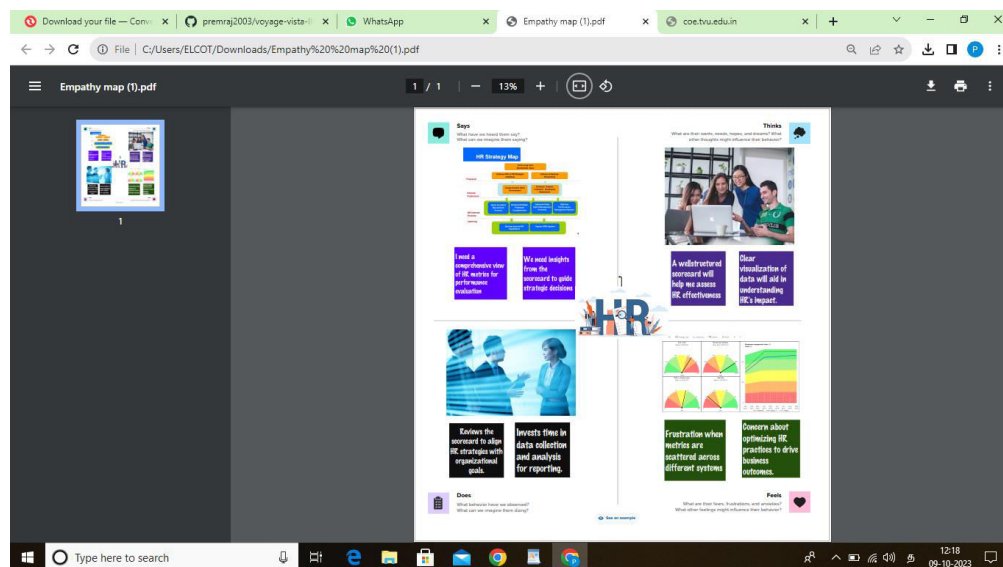 Download your file — Conve
premraj2003/voyage-vista-
WhatsApp
Empathy map (1).pdf
coe.tvu.edu.in
File
C:/Users/ELCOT/Downloads/Empathy%20%20map%20(1).pdf
P
Empathy map (1).pdf
1 / 1
13%
1
Says
What have we heard them say?
What can we imagine them saying?
Thinks
What are their wants, needs, hopes, and dreams? What
other thoughts might influence their behavior?
HR Strategy Map
I need a
comprehensive view
of HR metrics for
performance
evaluation
We need insights
from the
scorecard to guide
strategic decisions
A wellstructured
scorecard will
help me assess
HR effectiveness
Clear
visualization of
data will aid in
understanding
HR's impact.
HR
Reviews the
scorecard to align
HR strategies with
organizational
goals.
Invests time in
data collection
and analysis
for reporting.
Frustration when
metrics are
scattered across
different systems
Concern about
optimizing HR
practices to drive
business
outcomes.
Does
What behavior have we observed?
What can we imagine them doing?
Feels
What are their fears, frustrations, and anxieties?
What other feelings might influence their behavior?
See an example
Type here to search
12:18
09-10-2023